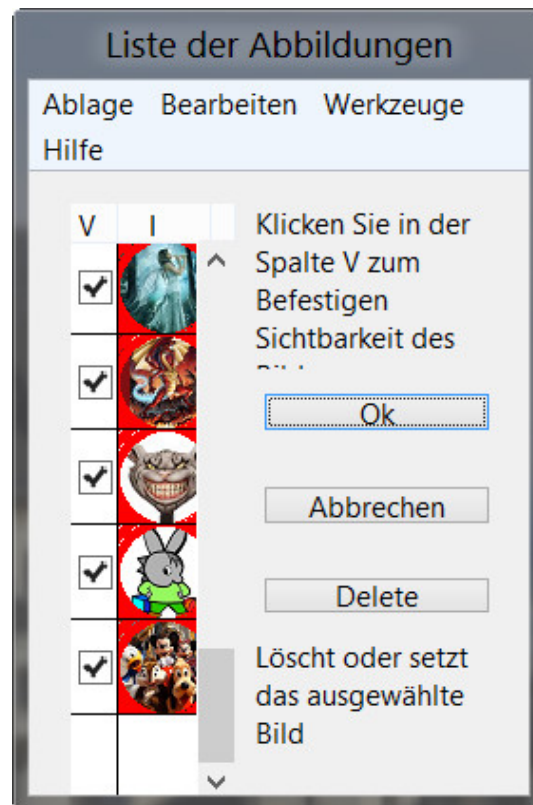 Liste der Abbildungen
Ablage Bearbeiten Werkzeuge
Hilfe
V I
Klicken Sie in der
Spalte V zum
Befestigen
Sichtbarkeit des
Ok
Abbrechen
Delete
Löscht oder setzt
das ausgewählte
Bild